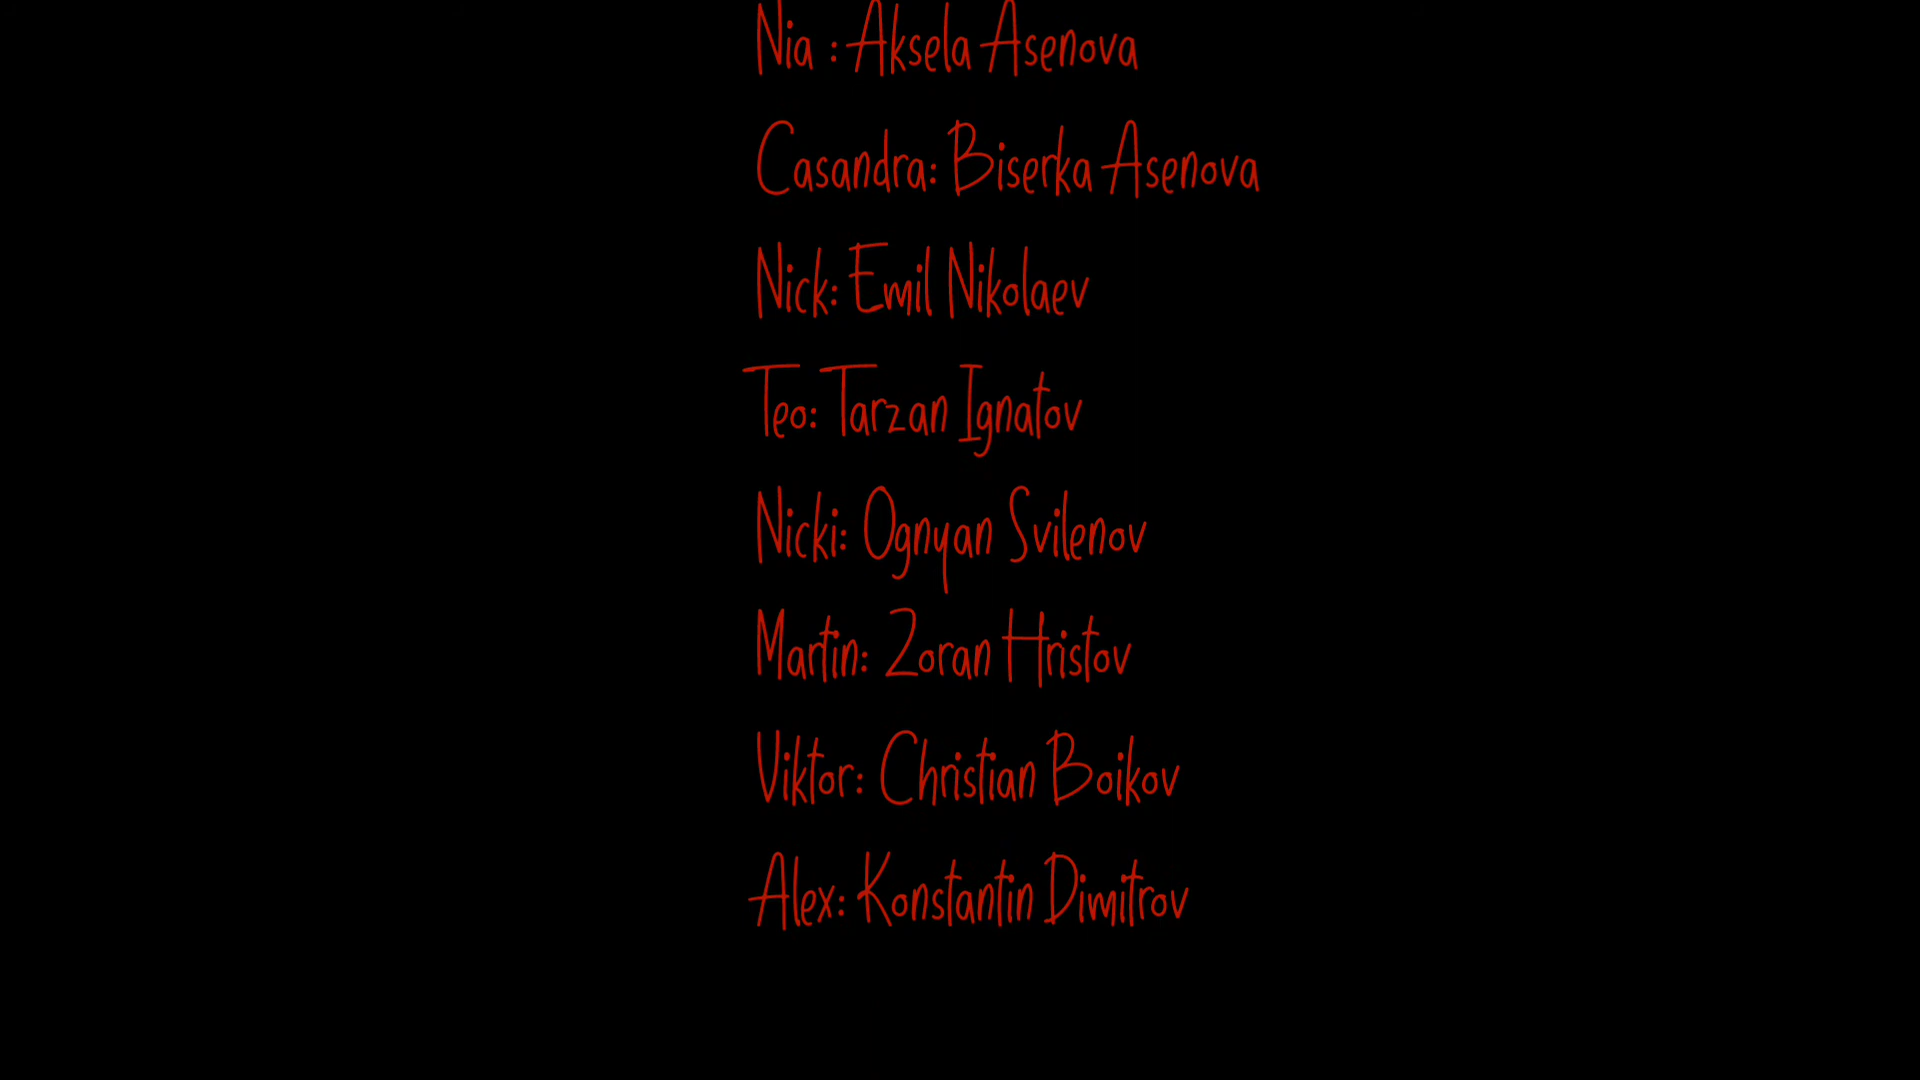 Nia : Aksela Asenova
Casandra: Biserka Asenova
Nick: Emil Nikolaev
Teo: Tarzan Ignatov
Nicki: Ognyan Svilenov
Martin: Zoran Hristov
Viktor: Christian Boikov
Alex: Konstantin Dimitrov